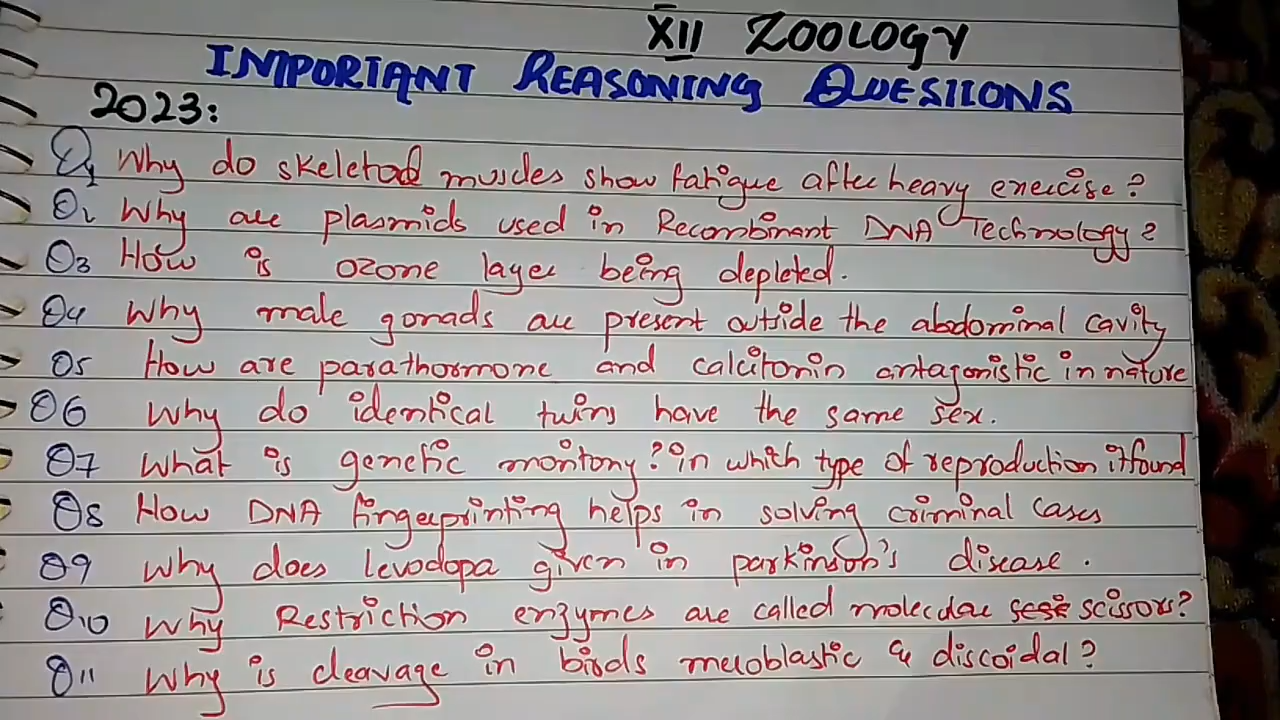 XII ZOOLOGY
IMPORTANT REASONING QUESTIONS
2023:
Q1 Why do skeletal muscles show fatigue after heavy exercise?
Q2 Why are plasmids used in Recombinant DNA Technology?
Q3 How is ozone layer being depleted.
Q4 Why male gonads are present outside the abdominal cavity
Q5 How are parathormone and calcitonin antagonistic in nature
Q6 Why do identical twins have the same sex.
Q7 What is genetic montony? in which type of reproduction it found
Q8 How DNA fingerprinting helps in solving criminal cases
Q9 Why does levodopa given in parkinson's disease.
Q10 Why Restriction enzymes are called molecular scissors?
Q11 Why is cleavage in birds meroblastic & discoidal?